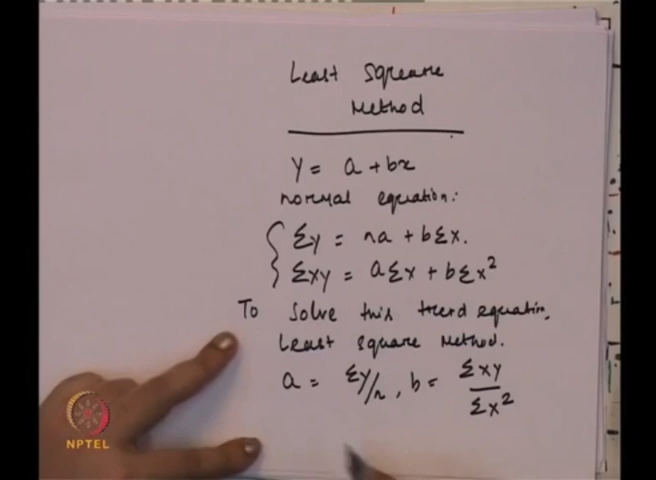 Least Square
Method
Y = a + bx
normal equation:
Σy = na + bΣx.
Σxy = aΣx + bΣx²
To solve this trend equation,
Least square Method.
a = Σy/n, b = Σxy/Σx²
NPTEL